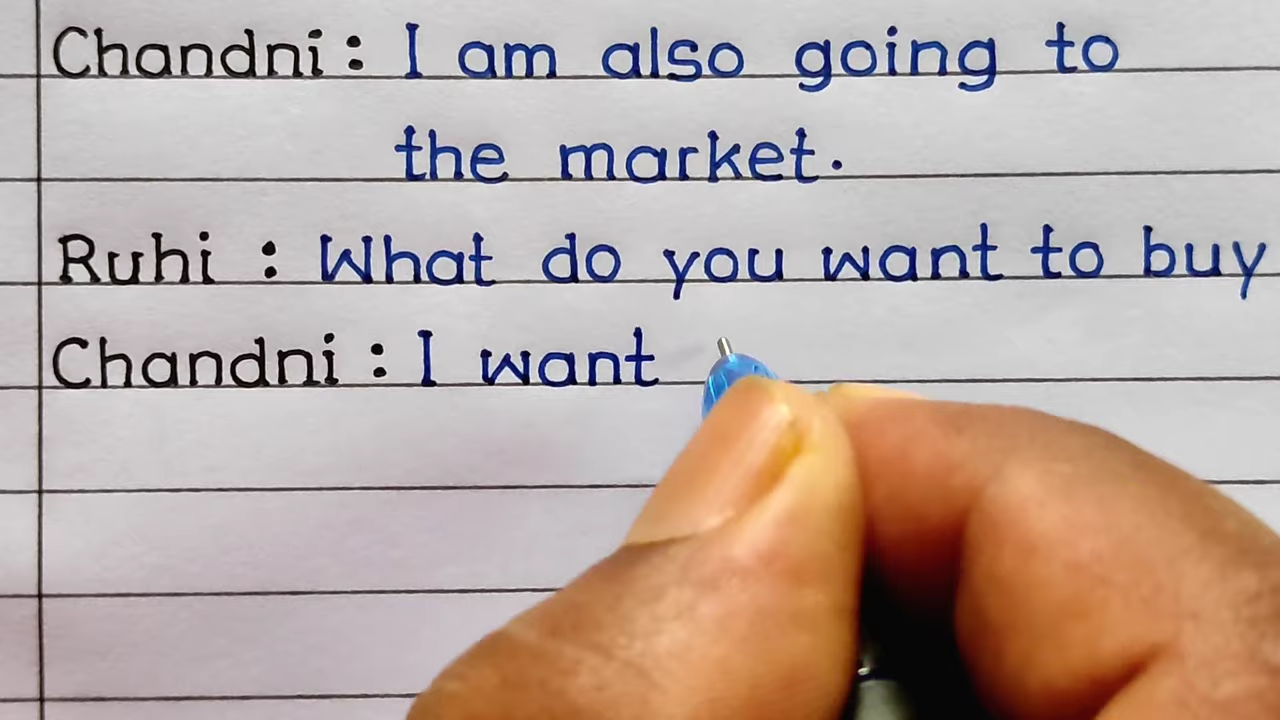 Chandni : I am also going to
the market.
Ruhi : What do you want to buy
Chandni : I want